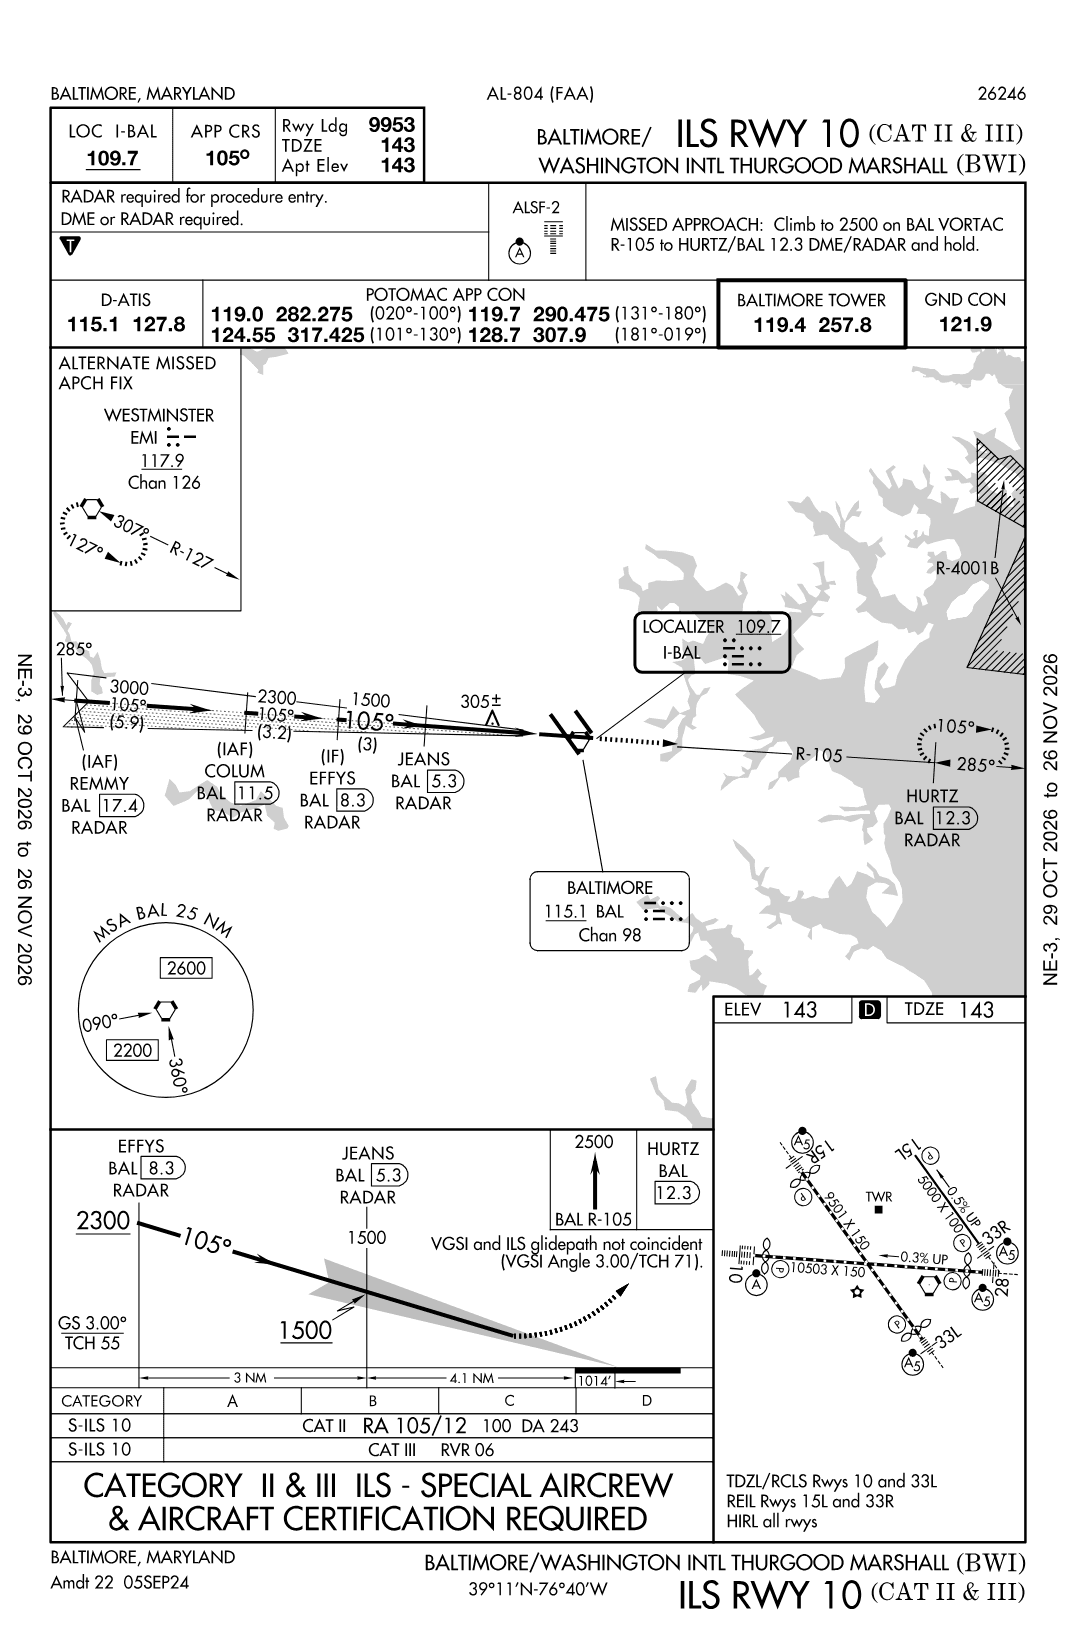 BALTIMORE, MARYLAND
AL-804 (FAA)
26246
LOC I-BAL
109.7
APP CRS
105°
Rwy Ldg 9953
TDZE 143
Apt Elev 143
BALTIMORE/
WASHINGTON INTL THURGOOD MARSHALL (BWI)
ILS RWY 10 (CAT II & III)
RADAR required for procedure entry.
DME or RADAR required.
T
ALSF-2
A
MISSED APPROACH: Climb to 2500 on BAL VORTAC
R-105 to HURTZ/BAL 12.3 DME/RADAR and hold.
D-ATIS
115.1 127.8
POTOMAC APP CON
119.0 282.275 (020°-100°) 119.7 290.475 (131°-180°)
124.55 317.425 (101°-130°) 128.7 307.9 (181°-019°)
BALTIMORE TOWER
119.4 257.8
GND CON
121.9
ALTERNATE MISSED
APCH FIX
WESTMINSTER
EMI
117.9
Chan 126
307°
127°
R-127
R-4001B
LOCALIZER 109.7
I-BAL
285°
3000
105°
(5.9)
2300
105°
(3.2)
1500
105°
(3)
305±
(IAF)
REMMY
BAL 17.4
RADAR
(IAF)
COLUM
BAL 11.5
RADAR
(IF)
EFFYS
BAL 8.3
RADAR
JEANS
BAL 5.3
RADAR
R-105
105°
285°
HURTZ
BAL 12.3
RADAR
BALTIMORE
115.1 BAL
Chan 98
MSA BAL 25 NM
2600
090°
2200
360°
NE-3, 29 OCT 2026 to 26 NOV 2026
NE-3, 29 OCT 2026 to 26 NOV 2026
ELEV 143
D
TDZE 143
A5
15R
P
15L
P
9501 X 150
TWR
5000 X 100
0.5% UP
P
33R
A5
10
A
P
10503 X 150
0.3% UP
P
A5
28
P
33L
A5
TDZL/RCLS Rwys 10 and 33L
REIL Rwys 15L and 33R
HIRL all rwys
EFFYS
BAL 8.3
RADAR
2300
105°
JEANS
BAL 5.3
RADAR
1500
1500
2500
BAL R-105
HURTZ
BAL
12.3
VGSI and ILS glidepath not coincident
(VGSI Angle 3.00/TCH 71).
GS 3.00°
TCH 55
3 NM
4.1 NM
1014'
CATEGORY A B C D
S-ILS 10 CAT II RA 105/12 100 DA 243
S-ILS 10 CAT III RVR 06
CATEGORY II & III ILS - SPECIAL AIRCREW
& AIRCRAFT CERTIFICATION REQUIRED
BALTIMORE, MARYLAND
Amdt 22 05SEP24
39°11'N-76°40'W
BALTIMORE/WASHINGTON INTL THURGOOD MARSHALL (BWI)
ILS RWY 10 (CAT II & III)